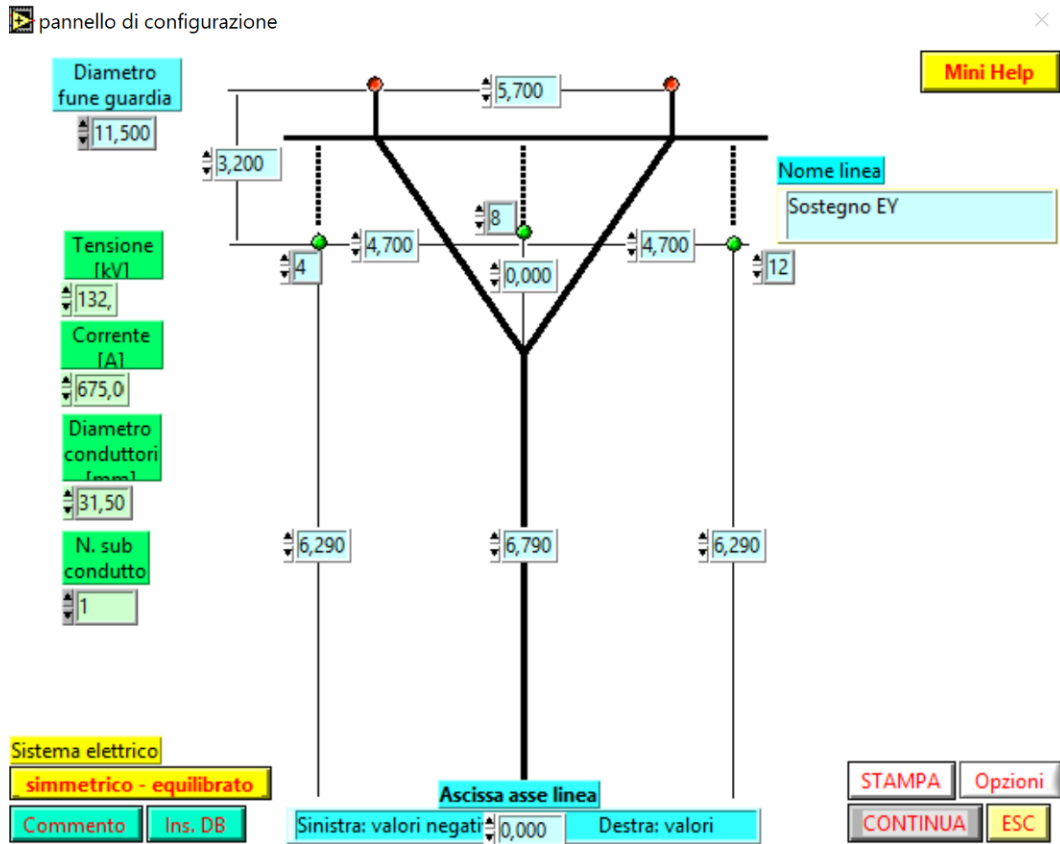 pannello di configurazione
Diametro
fune guardia
11,500
5,700
Mini Help
3,200
Nome linea
Sostegno EY
8
4,700
4,700
4
0,000
12
Tensione
[kV]
132,
Corrente
[A]
675,0
Diametro
conduttori
[mm]
31,50
N. sub
condutto
1
6,290
6,790
6,290
Sistema elettrico
simmetrico - equilibrato
Commento
Ins. DB
Ascissa asse linea
Sinistra: valori negati
0,000
Destra: valori
STAMPA
Opzioni
CONTINUA
ESC